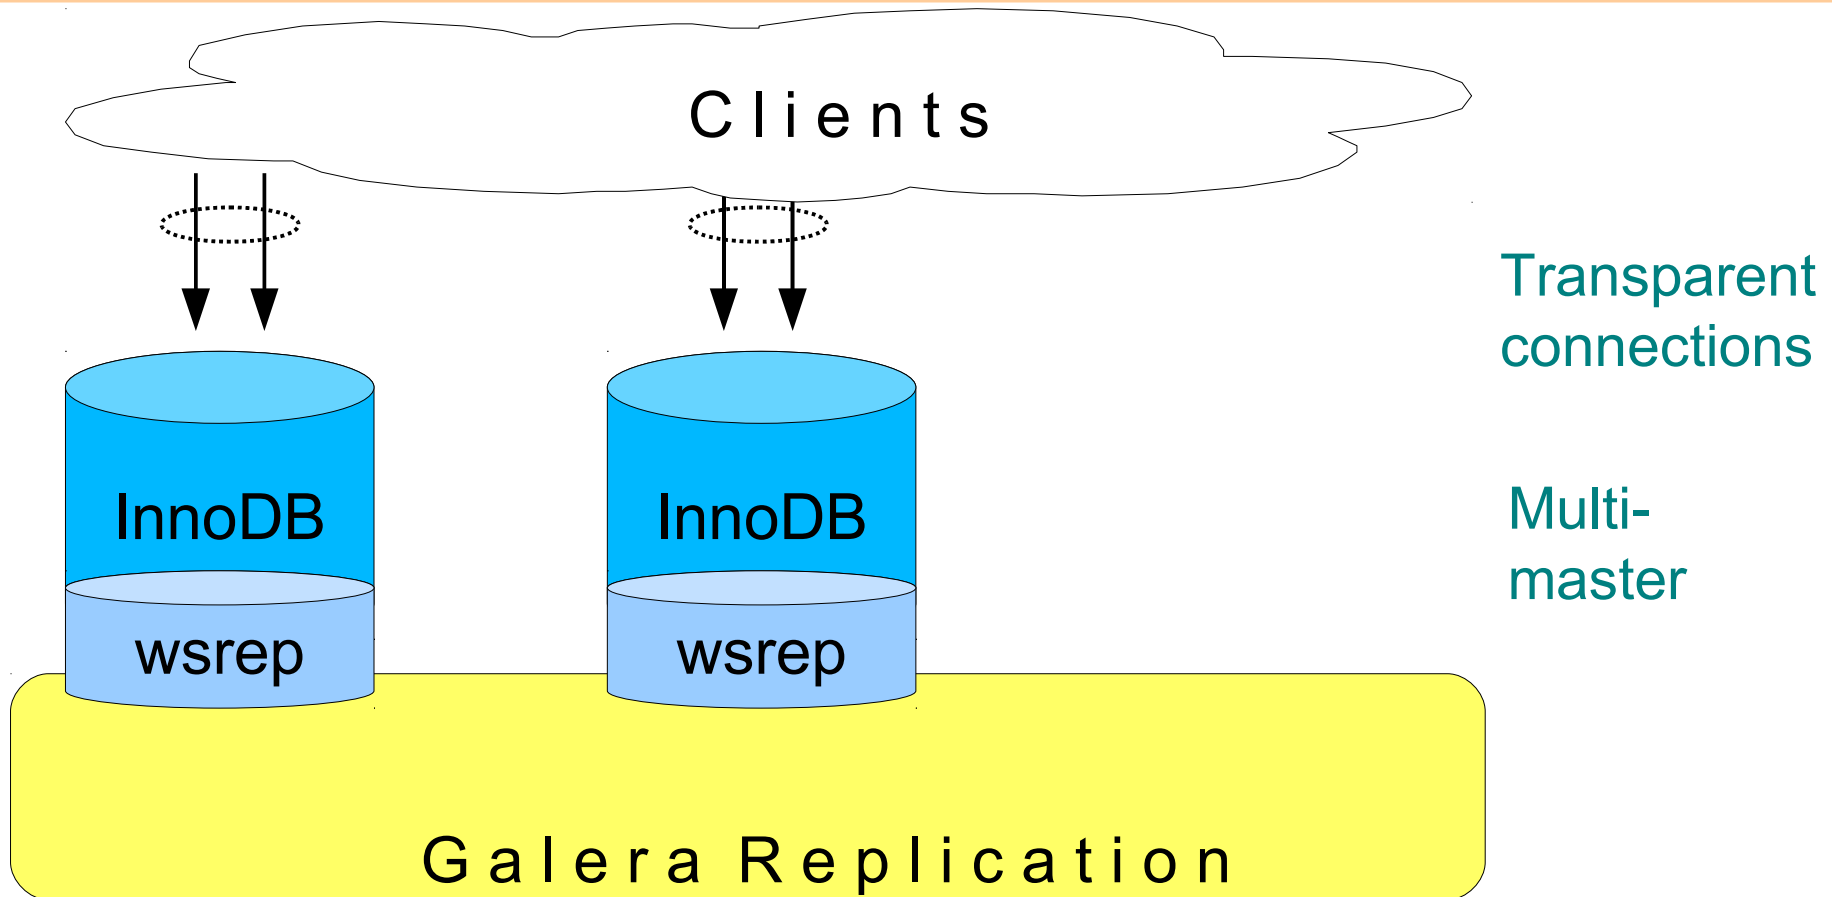 Clients
Transparent
connections
InnoDB
InnoDB
Multi-
master
wsrep
wsrep
Galera Replication